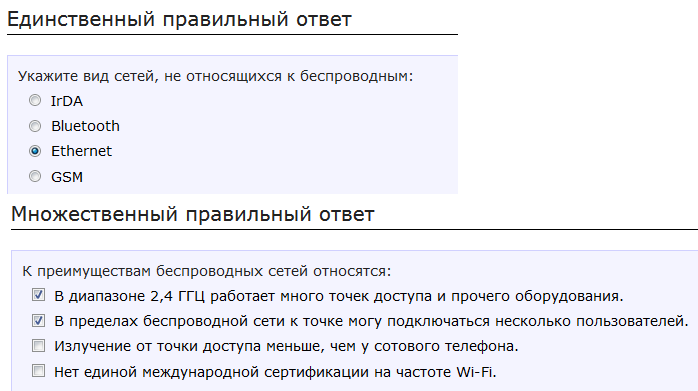 Единственный правильный ответ
Укажите вид сетей, не относящихся к беспроводным:
IrDA
Bluetooth
Ethernet
GSM
Множественный правильный ответ
К преимуществам беспроводных сетей относятся:
В диапазоне 2,4 ГГЦ работает много точек доступа и прочего оборудования.
В пределах беспроводной сети к точке могу подключаться несколько пользователей.
Излучение от точки доступа меньше, чем у сотового телефона.
Нет единой международной сертификации на частоте Wi-Fi.